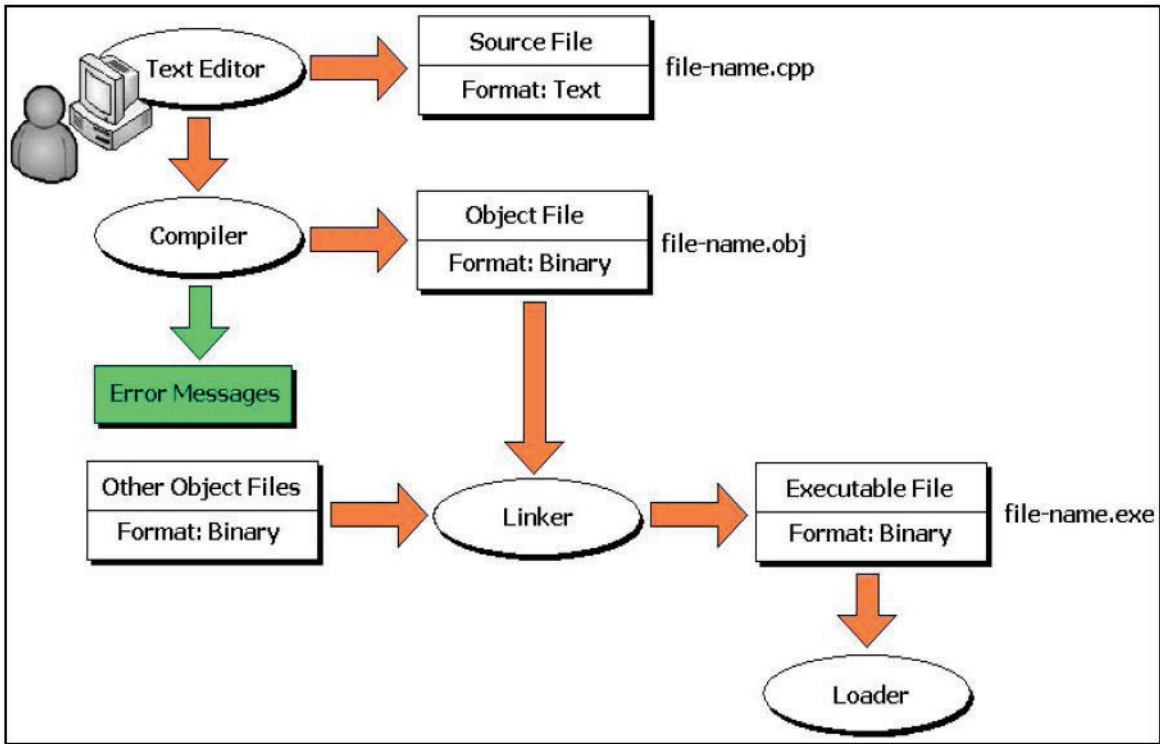 Text Editor
Source File
Format: Text
file-name.cpp
Compiler
Object File
Format: Binary
file-name.obj
Error Messages
Other Object Files
Format: Binary
Linker
Executable File
Format: Binary
file-name.exe
Loader